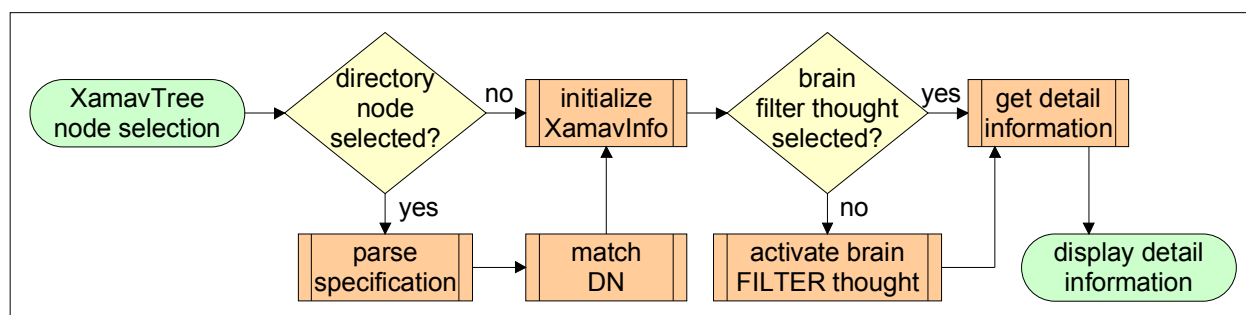 XamavTree
node selection
directory
node
selected?
no
initialize
XamavInfo
brain
filter thought
selected?
yes
get detail
information
yes
parse
specification
match
DN
no
activate brain
FILTER thought
display detail
information